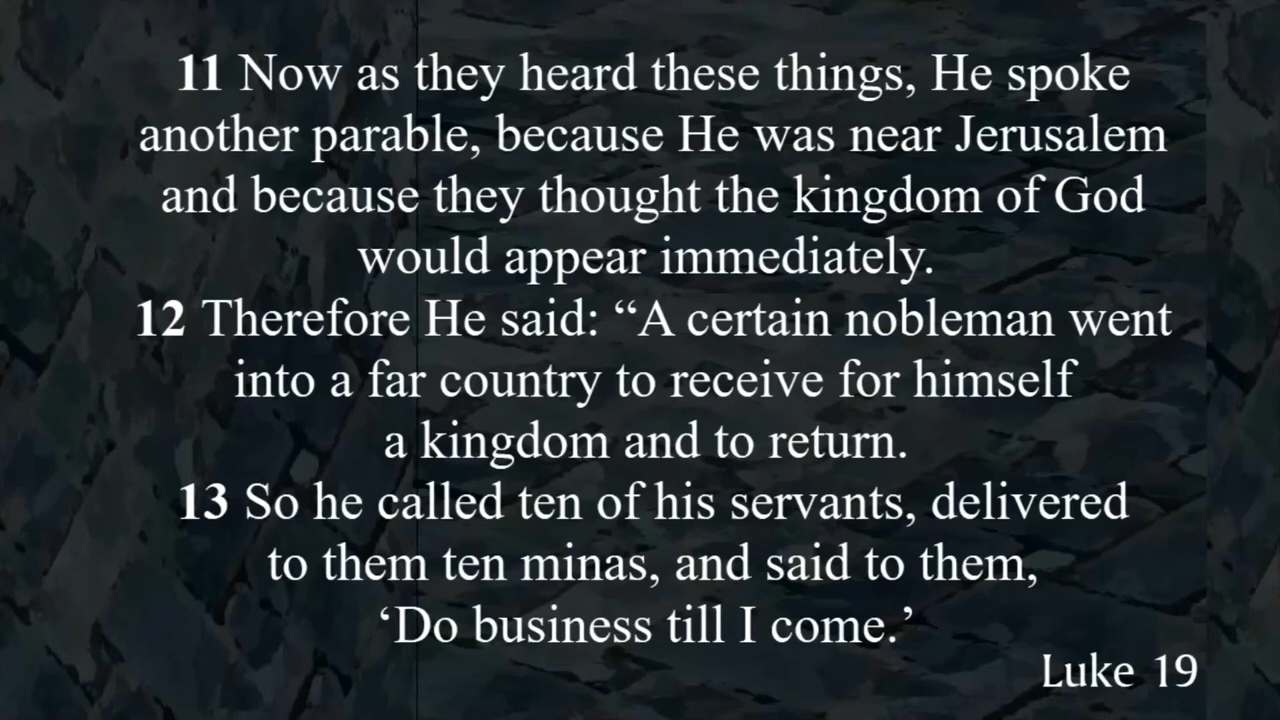 11 Now as they heard these things, He spoke
another parable, because He was near Jerusalem
and because they thought the kingdom of God
would appear immediately.
12 Therefore He said: “A certain nobleman went
into a far country to receive for himself
a kingdom and to return.
13 So he called ten of his servants, delivered
to them ten minas, and said to them,
‘Do business till I come.’
Luke 19